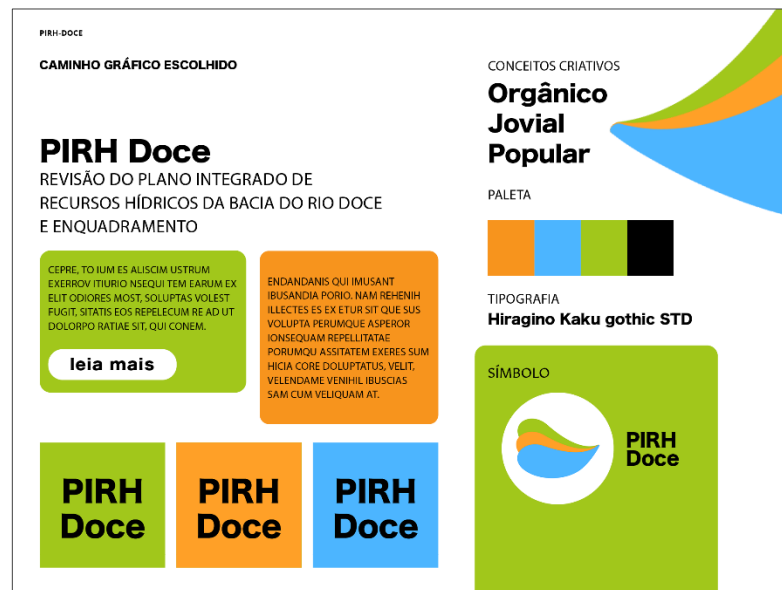 PIRH-DOCE
CAMINHO GRÁFICO ESCOLHIDO
PIRH Doce
REVISÃO DO PLANO INTEGRADO DE
RECURSOS HÍDRICOS DA BACIA DO RIO DOCE
E ENQUADRAMENTO
CEPRE, TO IUM ES ALISCIM USTRUM
EXERROV ITIURIO NSEQUI TEM EARUM EX
ELIT ODIORES MOST, SOLUPTAS VOLEST
FUGIT, SITATIS EOS REPELECUM RE AD UT
DOLORPO RATIAE SIT, QUI CONEM.
leia mais
ENDANDANIS QUI IMUSANT
IBUSANDIA PORIO. NAM REHENIH
ILLECTES ES EX ETUR SIT QUE SUS
VOLUPTA PERUMQUE ASPEROR
IONSEQUAM REPELLITATAE
PORUMQU ASSITATEM EXERES SUM
HICIA CORE DOLUPTATUS, VELIT,
VELENDAME VENIHIL IBUSCIAS
SAM CUM VELIQUAM AT.
PIRH
Doce
PIRH
Doce
PIRH
Doce
CONCEITOS CRIATIVOS
Orgânico
Jovial
Popular
PALETA
TIPOGRAFIA
Hiragino Kaku gothic STD
SÍMBOLO
PIRH
Doce